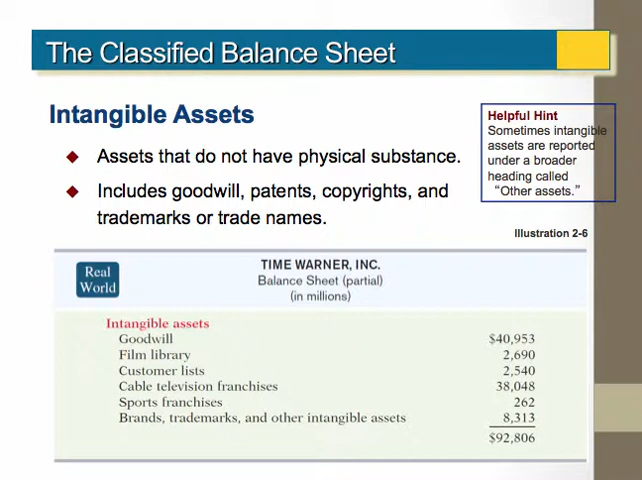 The Classified Balance Sheet
Intangible Assets
Assets that do not have physical substance.
Includes goodwill, patents, copyrights, and
trademarks or trade names.
Helpful Hint
Sometimes intangible
assets are reported
under a broader
heading called
“Other assets.”
Illustration 2-6
Real
World
TIME WARNER, INC.
Balance Sheet (partial)
(in millions)
Intangible assets
Goodwill $40,953
Film library 2,690
Customer lists 2,540
Cable television franchises 38,048
Sports franchises 262
Brands, trademarks, and other intangible assets 8,313
$92,806